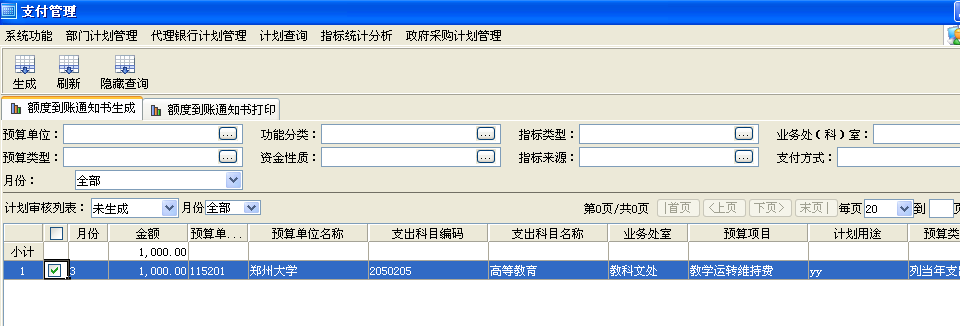 支付管理
系统功能 部门计划管理 代理银行计划管理 计划查询 指标统计分析 政府采购计划管理
生成 刷新 隐藏查询
额度到账通知书生成 额度到账通知书打印
预算单位： ... 功能分类： ... 指标类型： ... 业务处（科）室：
预算类型： ... 资金性质： ... 指标来源： ... 支付方式：
月份： 全部
计划审核列表： 未生成 月份 全部 第0页/共0页 |首页 <上页 下页> 末页| 每页 20 到
月份 金额 预算单... 预算单位名称 支出科目编码 支出科目名称 业务处室 预算项目 计划用途 预算类
小计 1,000.00
1 3 1,000.00 115201 郑州大学 2050205 高等教育 教科文处 教学运转维持费 yy 列当年支